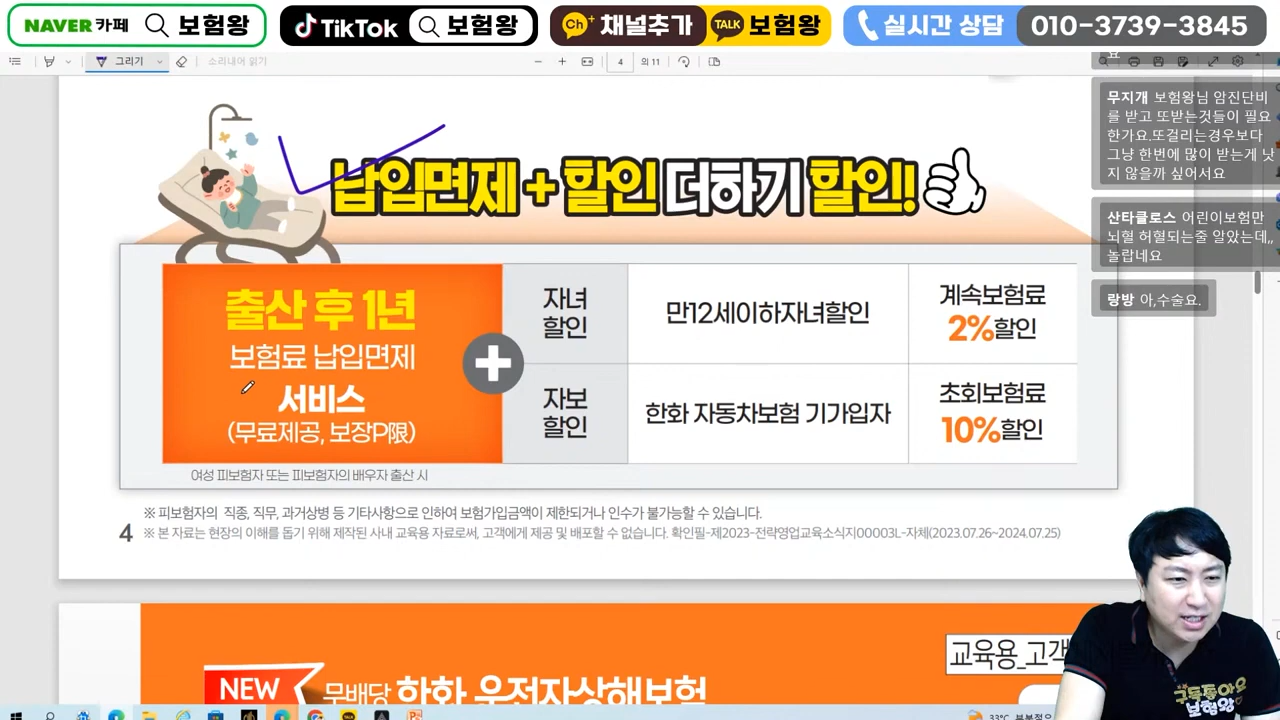 NAVER 카페 보험왕
TikTok 보험왕
Ch+ 채널추가 TALK 보험왕
실시간 상담 010-3739-3845
그리기
소리내어 읽기
4 의 11
요
무지개 보험왕님 암진단비
를 받고 또받는것들이 필요
한가요.또걸리는경우보다
그냥 한번에 많이 받는게 낫
지 않을까 싶어서요
산타클로스 어린이보험만
뇌혈 허혈되는줄 알았는데,,
놀랍네요
랑방 아,수술요.
납입면제 + 할인 더하기 할인!
출산 후 1년
보험료 납입면제
서비스
(무료제공, 보장P限)
+
자녀
할인
만12세이하자녀할인
계속보험료
2%할인
자보
할인
한화 자동차보험 기가입자
초회보험료
10%할인
여성 피보험자 또는 피보험자의 배우자 출산 시
※ 피보험자의 직종, 직무, 과거상병 등 기타사항으로 인하여 보험가입금액이 제한되거나 인수가 불가능할 수 있습니다.
4 ※ 본 자료는 현장의 이해를 돕기 위해 제작된 사내 교육용 자료로써, 고객에게 제공 및 배포할 수 없습니다. 확인필-제2023-전략영업교육소식지00003L-자체(2023.07.26~2024.07.25)
교육용_고객
NEW 무배당 한화 운전자상해보험
구독좋아요
보험왕
33°C